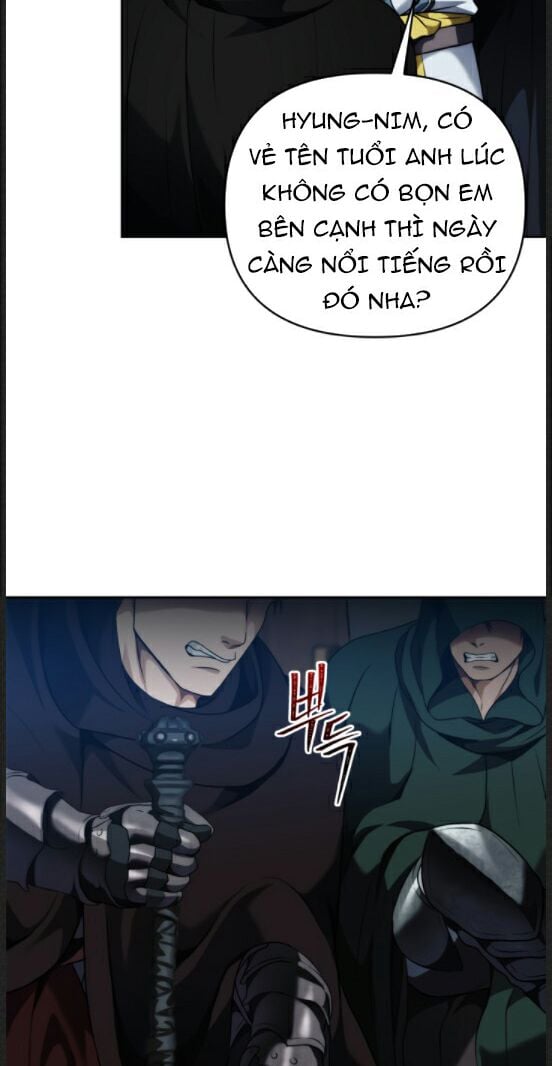 HYUNG-NIM, CÓ
VẺ TÊN TUỔI ANH LÚC
KHÔNG CÓ BỌN EM
BÊN CẠNH THÌ NGÀY
CÀNG NỔI TIẾNG RỒI
ĐÓ NHA?
뿌득